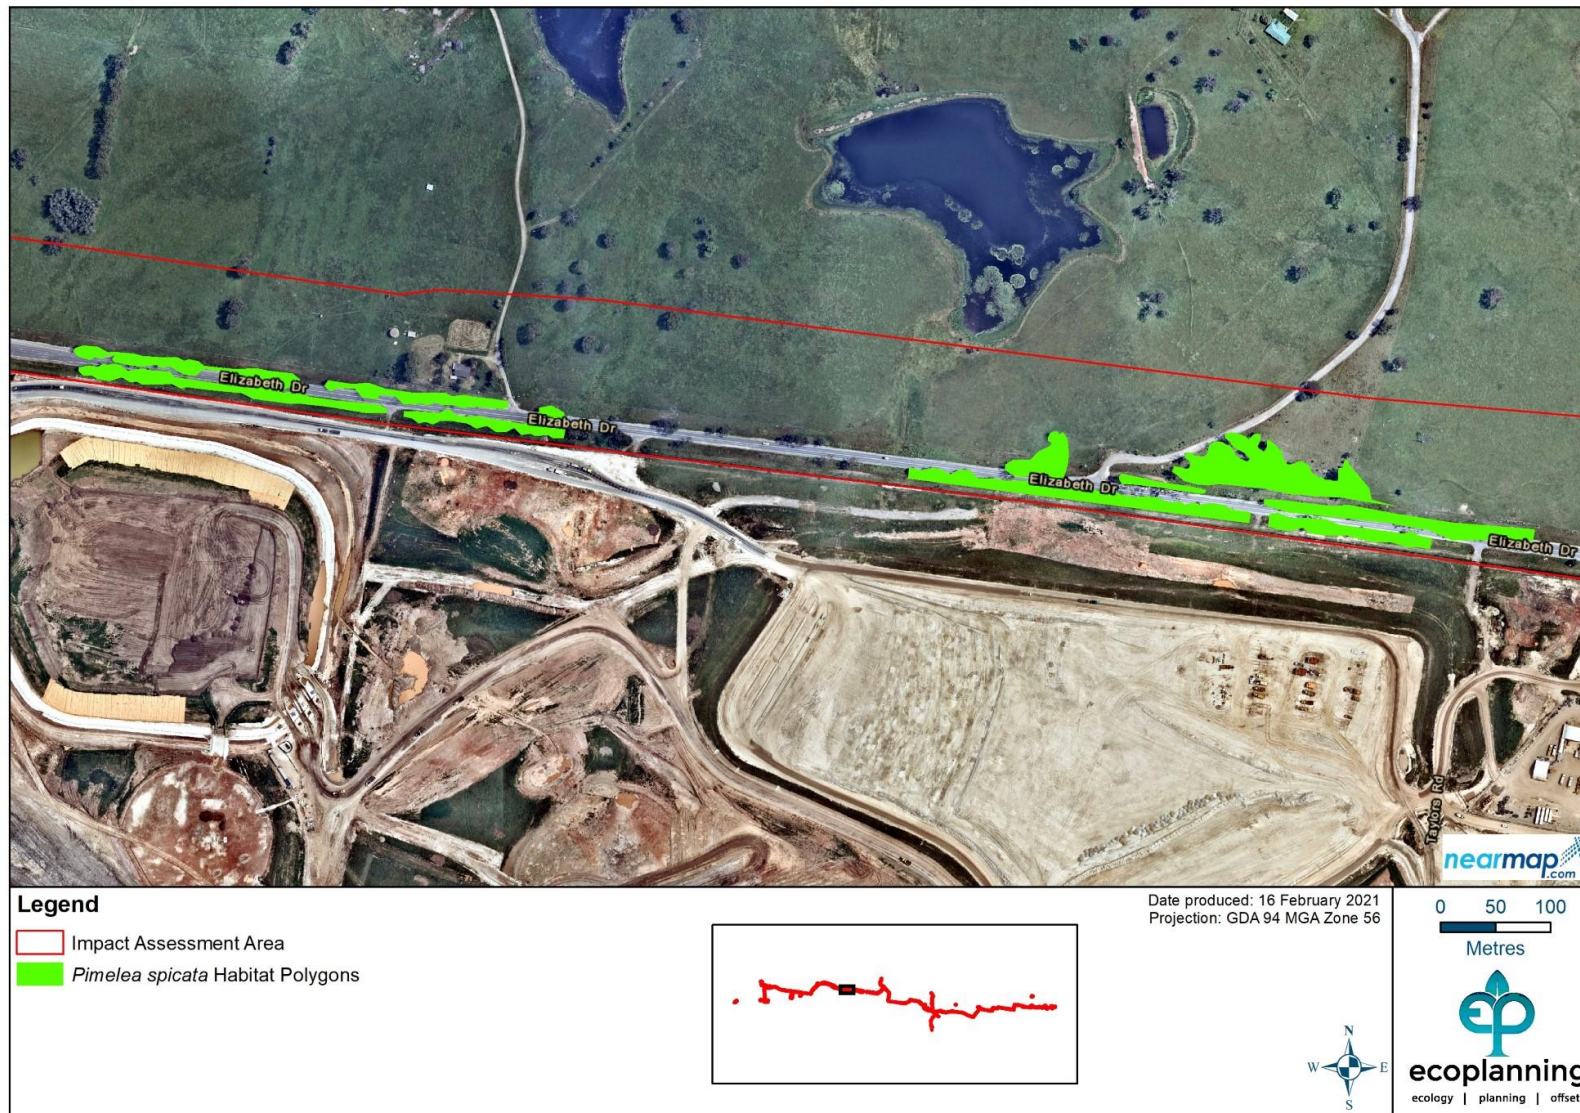 Elizabeth Dr
Elizabeth Dr
Elizabeth Dr
Elizabeth Dr
Taylors Rd
nearmap
.com
Legend
Impact Assessment Area
Pimelea spicata Habitat Polygons
Date produced: 16 February 2021
Projection: GDA 94 MGA Zone 56
0 50 100
Metres
N
W E
S
ep
ecoplanning
ecology | planning | offset